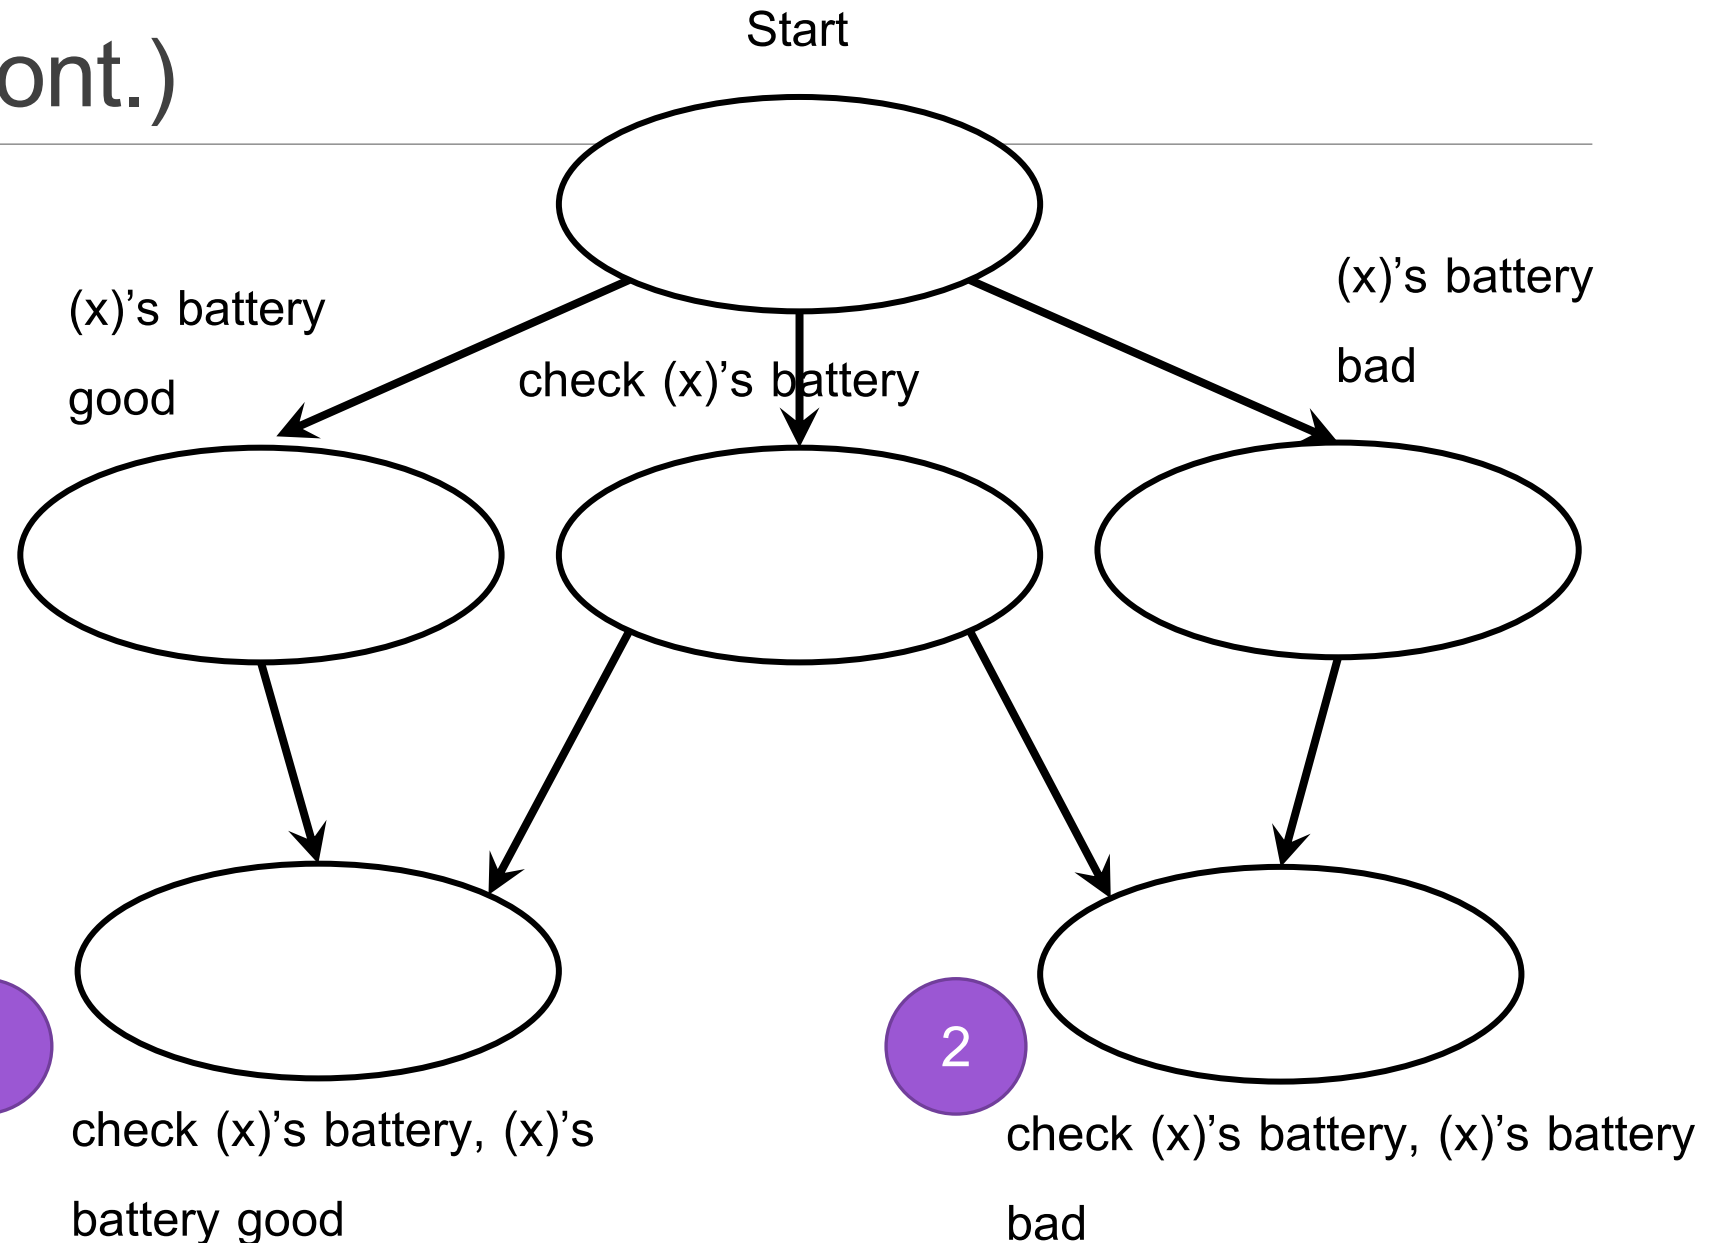 Start
ont.)
(x)’s battery
good
check (x)’s battery
(x)’s battery
bad
2
check (x)’s battery, (x)’s
battery good
check (x)’s battery, (x)’s battery
bad